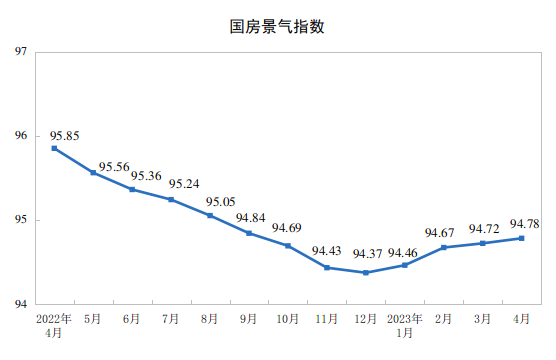 国房景气指数
97
96
95
94
95.85
95.56
95.36
95.24
95.05
94.84
94.69
94.43
94.37
94.46
94.67
94.72
94.78
2022年
4月
5月
6月
7月
8月
9月
10月
11月
12月
2023年
1月
2月
3月
4月